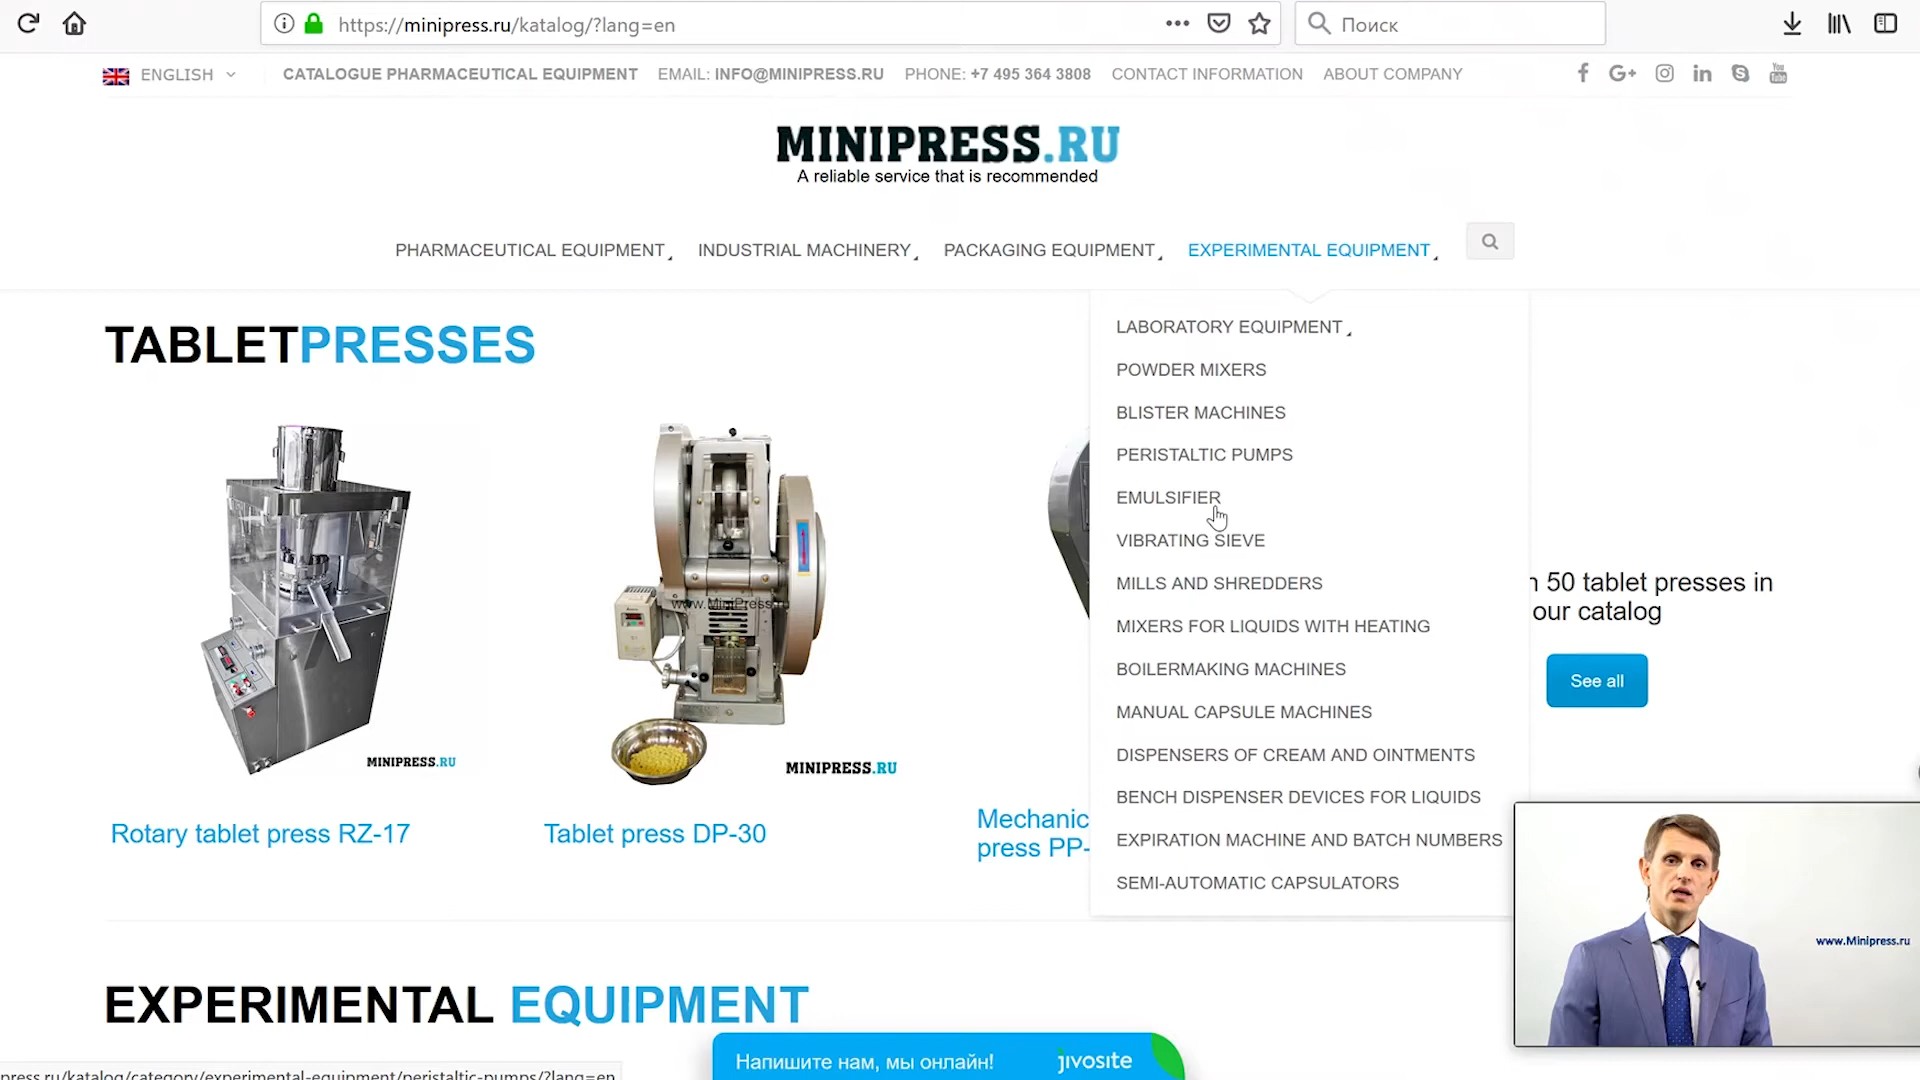 https://minipress.ru/katalog/?lang=en
Поиск
ENGLISH
CATALOGUE PHARMACEUTICAL EQUIPMENT
EMAIL: INFO@MINIPRESS.RU
PHONE: +7 495 364 3808
CONTACT INFORMATION
ABOUT COMPANY
You Tube
MINIPRESS.RU
A reliable service that is recommended
PHARMACEUTICAL EQUIPMENT
INDUSTRIAL MACHINERY
PACKAGING EQUIPMENT
EXPERIMENTAL EQUIPMENT
TABLETPRESSES
LABORATORY EQUIPMENT
POWDER MIXERS
BLISTER MACHINES
PERISTALTIC PUMPS
EMULSIFIER
VIBRATING SIEVE
MILLS AND SHREDDERS
MIXERS FOR LIQUIDS WITH HEATING
BOILERMAKING MACHINES
MANUAL CAPSULE MACHINES
DISPENSERS OF CREAM AND OINTMENTS
BENCH DISPENSER DEVICES FOR LIQUIDS
EXPIRATION MACHINE AND BATCH NUMBERS
SEMI-AUTOMATIC CAPSULATORS
50 tablet presses in
our catalog
See all
www.MiniPress.ru
MINIPRESS.RU
MINIPRESS.RU
Rotary tablet press RZ-17
Tablet press DP-30
Mechanic
press PP-
www.Minipress.ru
EXPERIMENTAL EQUIPMENT
Напишите нам, мы онлайн!
jivosite
press.ru/katalog/category/experimental-equipment/peristaltic-pumps/?lang=en